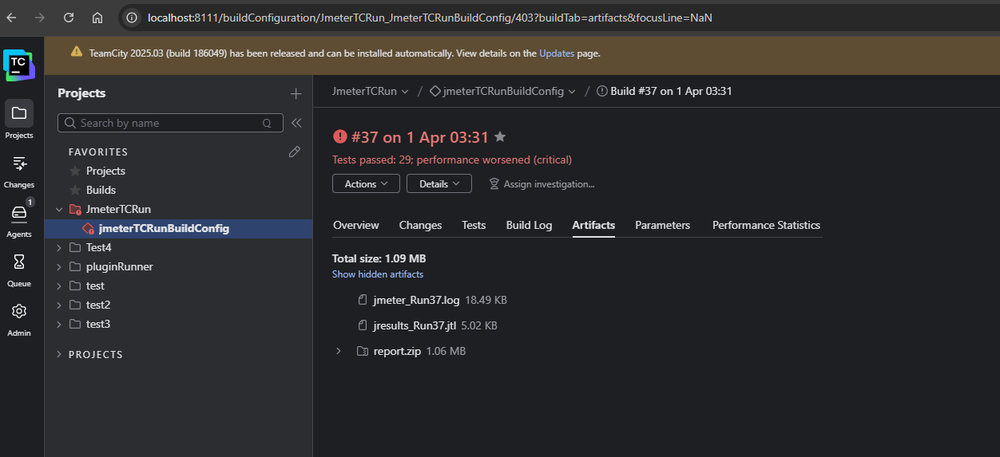 localhost:8111/buildConfiguration/JmeterTCRun_JmeterTCRunBuildConfig/403?buildTab=artifacts&focusLine=NaN
TC
TeamCity 2025.03 (build 186049) has been released and can be installed automatically. View details on the Updates page.
Projects
Changes
1
Agents
Queue
Admin
Projects
Search by name
Q
FAVORITES
Projects
Builds
JmeterTCRun
jmeterTCRunBuildConfig
Test4
pluginRunner
test
test2
test3
PROJECTS
JmeterTCRun / jmeterTCRunBuildConfig / Build #37 on 1 Apr 03:31
#37 on 1 Apr 03:31
Tests passed: 29; performance worsened (critical)
Actions Details Assign investigation...
Overview Changes Tests Build Log Artifacts Parameters Performance Statistics
Total size: 1.09 MB
Show hidden artifacts
jmeter_Run37.log 18.49 KB
jresults_Run37.jtl 5.02 KB
report.zip 1.06 MB